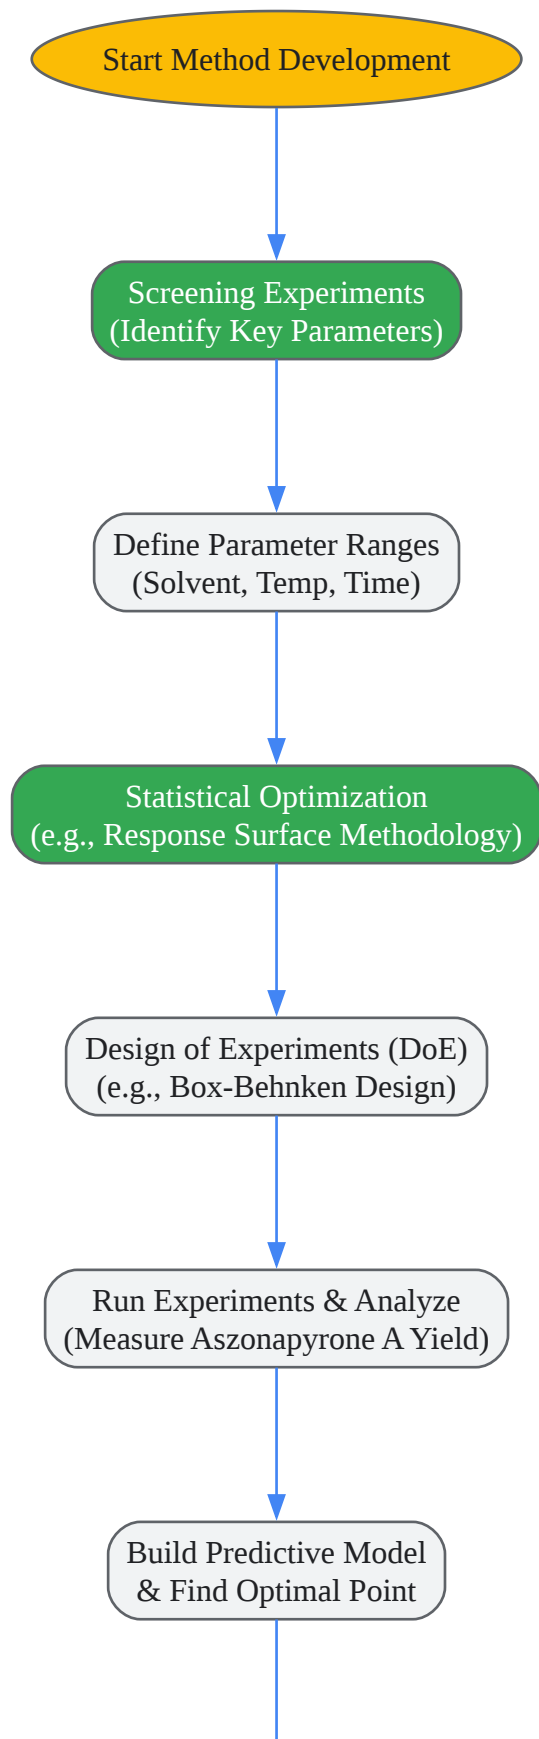 Start Method Development
Screening Experiments
(Identify Key Parameters)
Define Parameter Ranges
(Solvent, Temp, Time)
Statistical Optimization
(e.g., Response Surface Methodology)
Design of Experiments (DoE)
(e.g., Box-Behnken Design)
Run Experiments & Analyze
(Measure Aszonapyrone A Yield)
Build Predictive Model
& Find Optimal Point